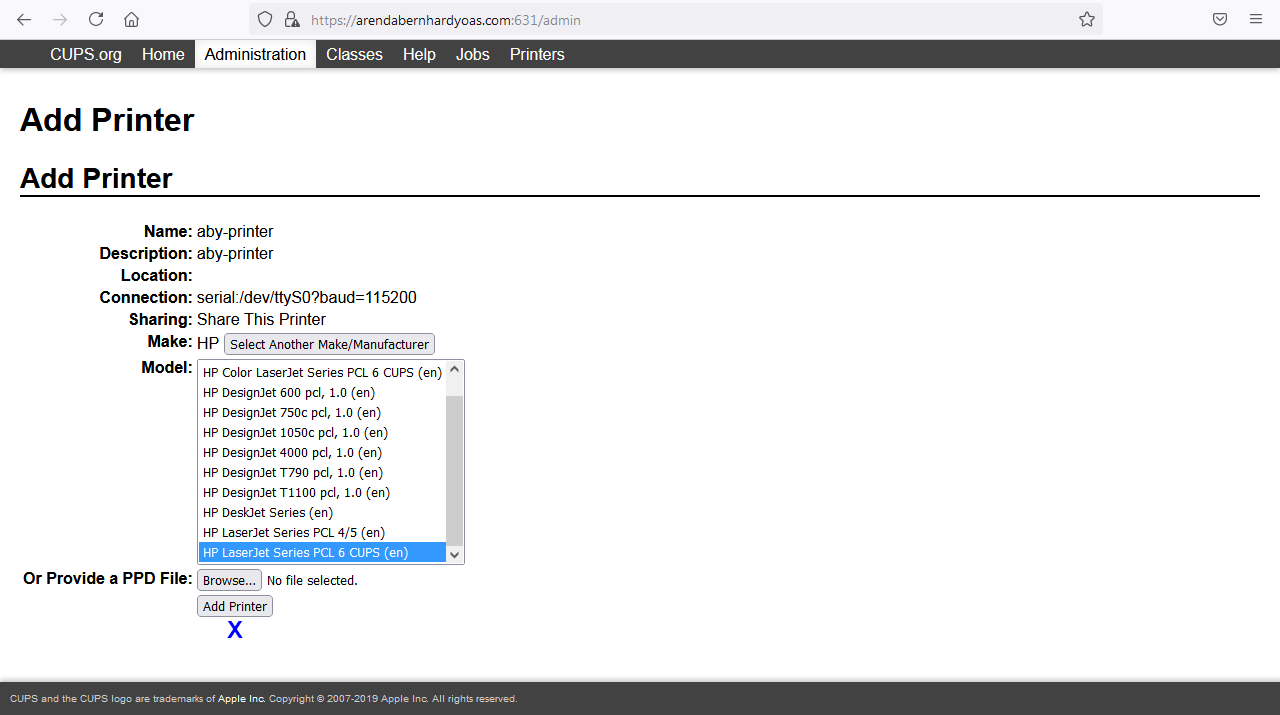 https://arendabernhardyoas.com:631/admin
CUPS.org Home Administration Classes Help Jobs Printers
Add Printer
Add Printer
Name: aby-printer
Description: aby-printer
Location:
Connection: serial:/dev/ttyS0?baud=115200
Sharing: Share This Printer
Make: HP Select Another Make/Manufacturer
Model: HP Color LaserJet Series PCL 6 CUPS (en)
HP DesignJet 600 pcl, 1.0 (en)
HP DesignJet 750c pcl, 1.0 (en)
HP DesignJet 1050c pcl, 1.0 (en)
HP DesignJet 4000 pcl, 1.0 (en)
HP DesignJet T790 pcl, 1.0 (en)
HP DesignJet T1100 pcl, 1.0 (en)
HP DeskJet Series (en)
HP LaserJet Series PCL 4/5 (en)
HP LaserJet Series PCL 6 CUPS (en)
Or Provide a PPD File: Browse... No file selected.
Add Printer
X
CUPS and the CUPS logo are trademarks of Apple Inc. Copyright © 2007-2019 Apple Inc. All rights reserved.